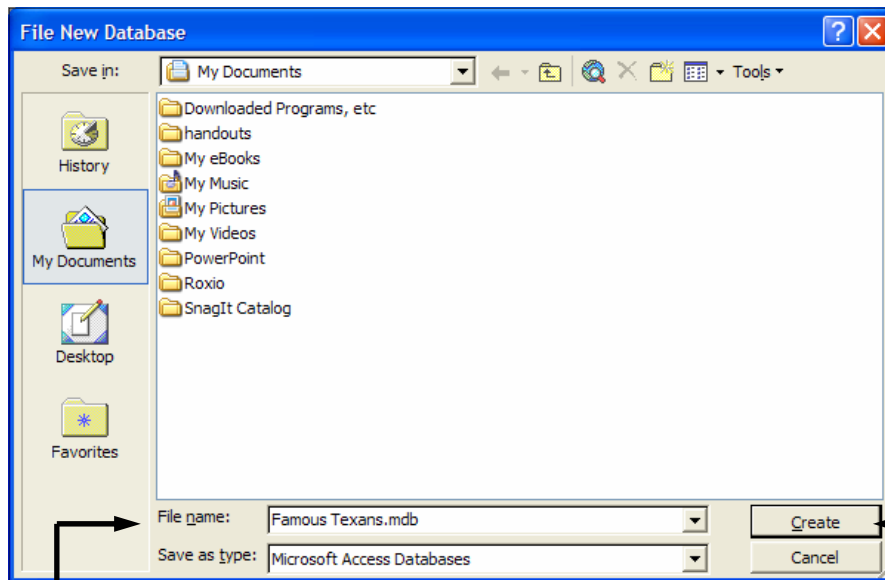 File New Database
Save in:
My Documents
Tools
History
My Documents
Desktop
Favorites
Downloaded Programs, etc
handouts
My eBooks
My Music
My Pictures
My Videos
PowerPoint
Roxio
SnagIt Catalog
File name: Famous Texans.mdb Create
Save as type: Microsoft Access Databases Cancel